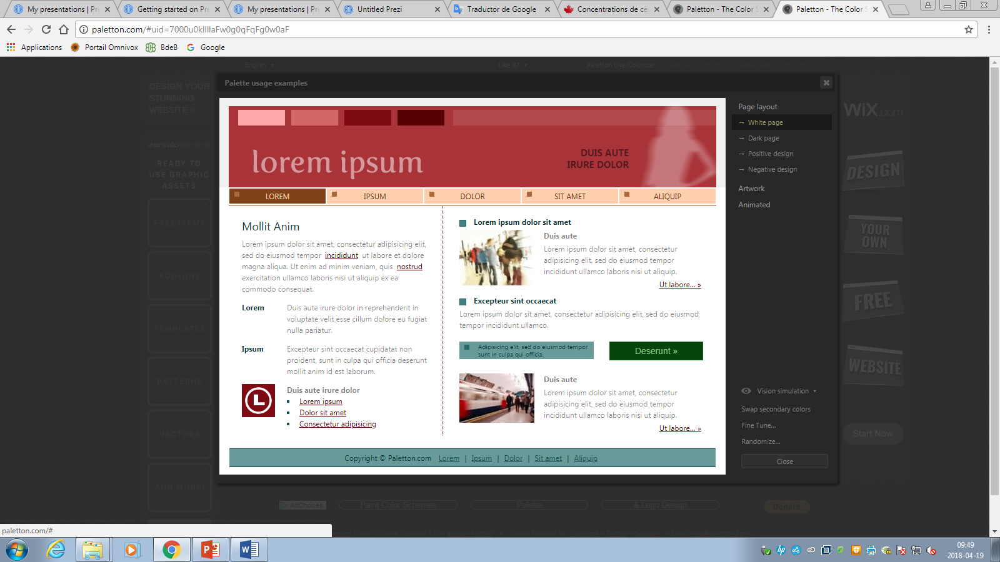 My presentations | Pre
Getting started on Pre
My presentations | Pre
Untitled Prezi
Traductor de Google
Concentrations de ce
Paletton - The Color S
Paletton - The Color S
paletton.com/#uid=7000u0kllllaFw0g0qFqFg0w0aF
Applications
Portail Omnivox
BdeB
Google
English
Like it?
Paletton Live Colorizer
DESIGN YOUR
STUNNING
WEBSITE »
envatoelements
READY TO
USE GRAPHIC
ASSETS
FREE ITEMS
ADD-ONS
TEMPLATES
PATTERNS
VECTORS
AND MORE!
Palette usage examples
lorem ipsum
DUIS AUTE
IRURE DOLOR
LOREM
IPSUM
DOLOR
SIT AMET
ALIQUIP
Mollit Anim
Lorem ipsum dolor sit amet, consectetur adipisicing elit,
sed do eiusmod tempor incididunt ut labore et dolore
magna aliqua. Ut enim ad minim veniam, quis nostrud
exercitation ullamco laboris nisi ut aliquip ex ea
commodo consequat.
Lorem
Duis aute irure dolor in reprehenderit in
voluptate velit esse cillum dolore eu fugiat
nulla pariatur.
Ipsum
Excepteur sint occaecat cupidatat non
proident, sunt in culpa qui officia deserunt
mollit anim id est laborum.
L
Duis aute irure dolor
Lorem ipsum
Dolor sit amet
Consectetur adipisicing
Lorem ipsum dolor sit amet
Duis aute
Lorem ipsum dolor sit amet, consectetur
adipisicing elit, sed do eiusmod tempor
incididunt ullamco laboris nisi ut aliquip.
Ut labore... »
Excepteur sint occaecat
Lorem ipsum dolor sit amet, consectetur adipisicing elit, sed do eiusmod
tempor incididunt ullamco.
Adipisicing elit, sed do eiusmod tempor
sunt in culpa qui officia.
Deserunt »
Duis aute
Lorem ipsum dolor sit amet, consectetur
adipisicing elit, sed do eiusmod tempor
incididunt ullamco laboris nisi ut aliquip.
Ut labore... »
Copyright © Paletton.com Lorem | Ipsum | Dolor | Sit amet | Aliquip
Page layout
→ White page
→ Dark page
→ Positive design
→ Negative design
Artwork
Animated
Vision simulation
Swap secondary colors
Fine Tune...
Randomize...
Close
WiX.com
DESIGN
YOUR
OWN
FREE
WEBSITE
Start Now
AdChoices
Paint Color Schemes
Palette
& Logo Design
Donate
paletton.com/#
09:49
2018-04-19